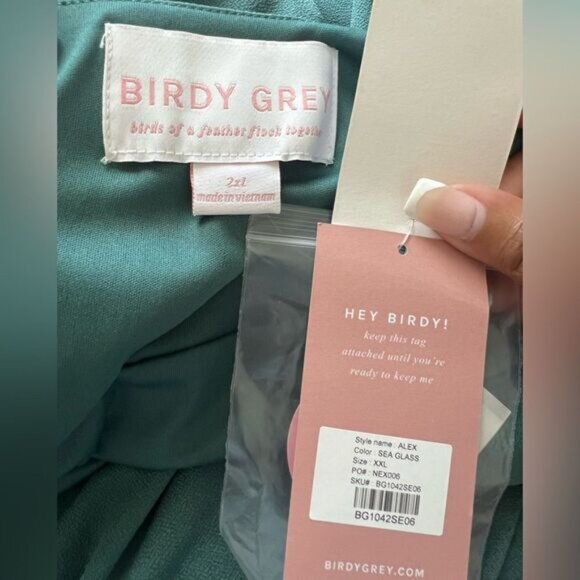 BIRDY GREY
birds of a feather flock together
2xl
made in vietnam
HEY BIRDY!
keep this tag
attached until you're
ready to keep me
Style name : ALEX
Color : SEA GLASS
Size : XXL
PO# : NEX006
SKU# : BG1042SE06
BG1042SE06
BIRDYGREY.COM